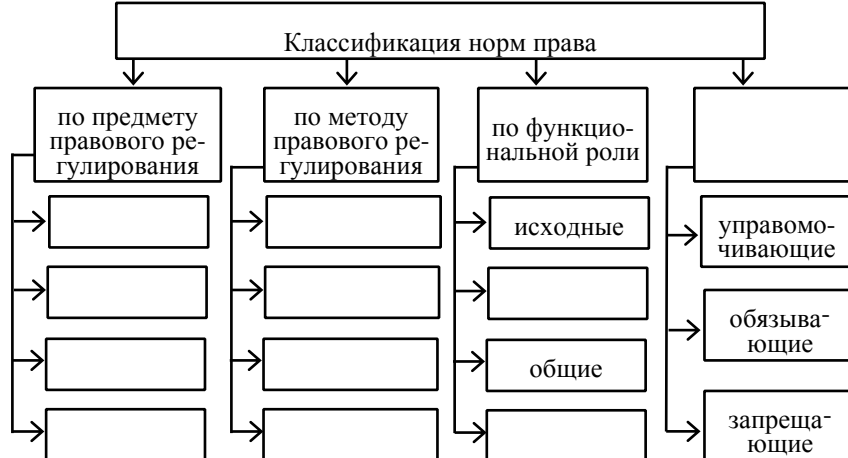 Классификация норм права
по предмету
правового ре-
гулирования
по методу
правового ре-
гулирования
по функцио-
нальной роли
исходные
общие
управомо-
чивающие
обязыва-
ющие
запреща-
ющие